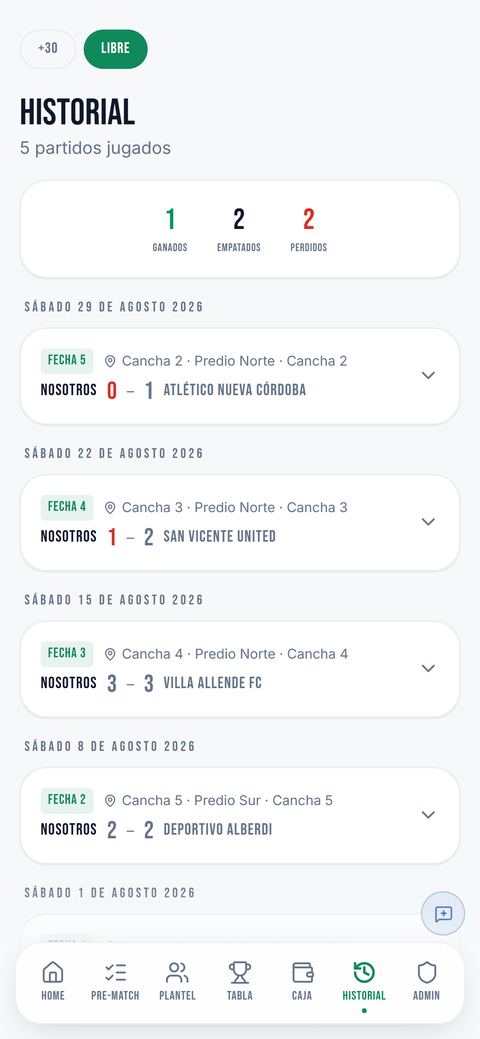 +30 LIBRE
HISTORIAL
5 partidos jugados
1 2 2
GANADOS EMPATADOS PERDIDOS
SÁBADO 29 DE AGOSTO 2026
FECHA 5 Cancha 2 · Predio Norte · Cancha 2
NOSOTROS 0 – 1 ATLÉTICO NUEVA CÓRDOBA
SÁBADO 22 DE AGOSTO 2026
FECHA 4 Cancha 3 · Predio Norte · Cancha 3
NOSOTROS 1 – 2 SAN VICENTE UNITED
SÁBADO 15 DE AGOSTO 2026
FECHA 3 Cancha 4 · Predio Norte · Cancha 4
NOSOTROS 3 – 3 VILLA ALLENDE FC
SÁBADO 8 DE AGOSTO 2026
FECHA 2 Cancha 5 · Predio Sur · Cancha 5
NOSOTROS 2 – 2 DEPORTIVO ALBERDI
SÁBADO 1 DE AGOSTO 2026
HOME PRE-MATCH PLANTEL TABLA CAJA HISTORIAL ADMIN